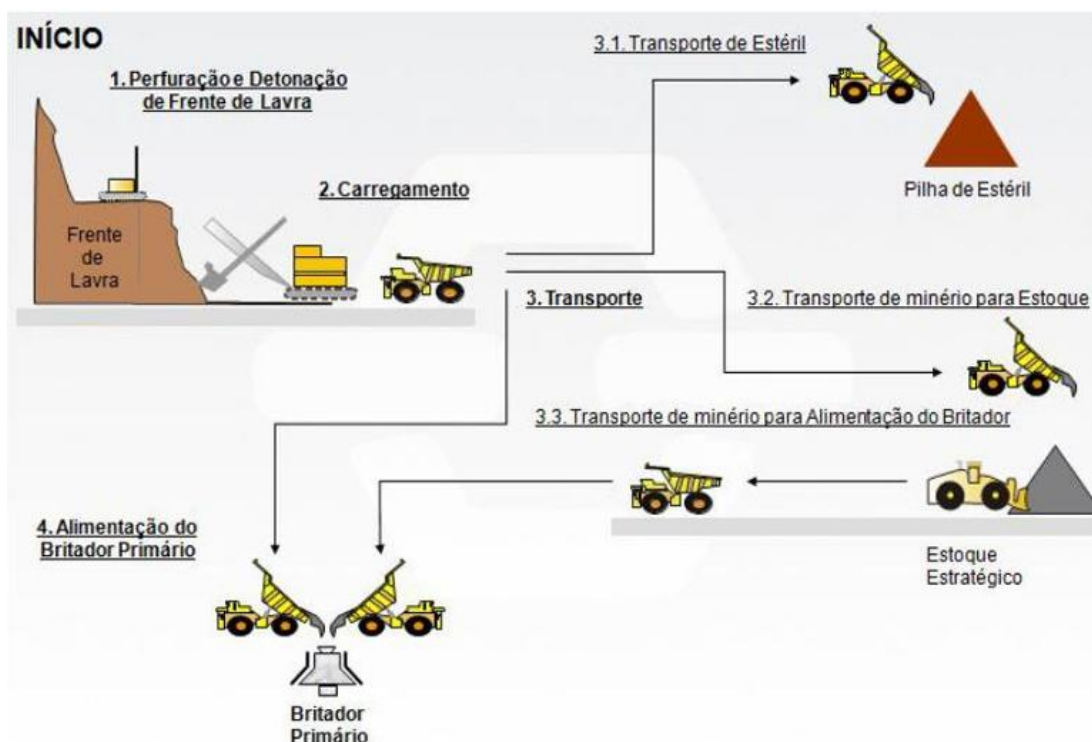 INÍCIO
1. Perfuração e Detonação
de Frente de Lavra
Frente
de
Lavra
2. Carregamento
3. Transporte
3.1. Transporte de Estéril
Pilha de Estéril
3.2. Transporte de minério para Estoque
3.3. Transporte de minério para Alimentação do Britador
Estoque
Estratégico
4. Alimentação do
Britador Primário
Britador
Primário